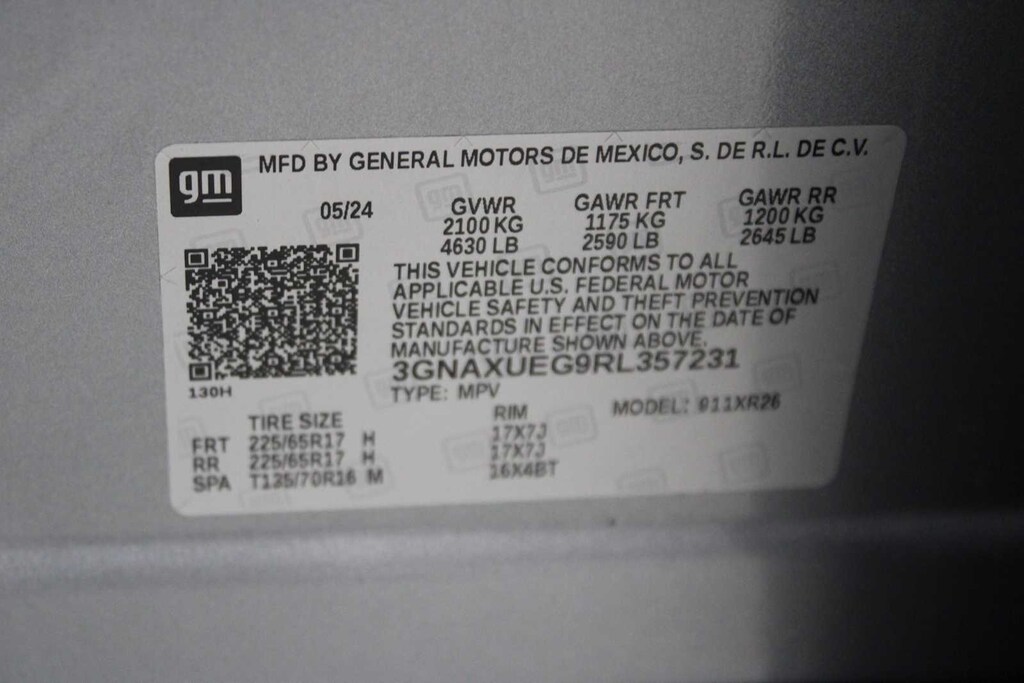 gm
MFD BY GENERAL MOTORS DE MEXICO, S. DE R.L. DE C.V.
05/24
GVWR
2100 KG
4630 LB
GAWR FRT
1175 KG
2590 LB
GAWR RR
1200 KG
2645 LB
THIS VEHICLE CONFORMS TO ALL
APPLICABLE U.S. FEDERAL MOTOR
VEHICLE SAFETY AND THEFT PREVENTION
STANDARDS IN EFFECT ON THE DATE OF
MANUFACTURE SHOWN ABOVE.
3GNAXUEG9RL357231
130H
TYPE: MPV
MODEL: 911XR26
TIRE SIZE RIM
FRT 225/65R17 H 17X7J
RR 225/65R17 H 17X7J
SPA T135/70R16 M 16X4BT